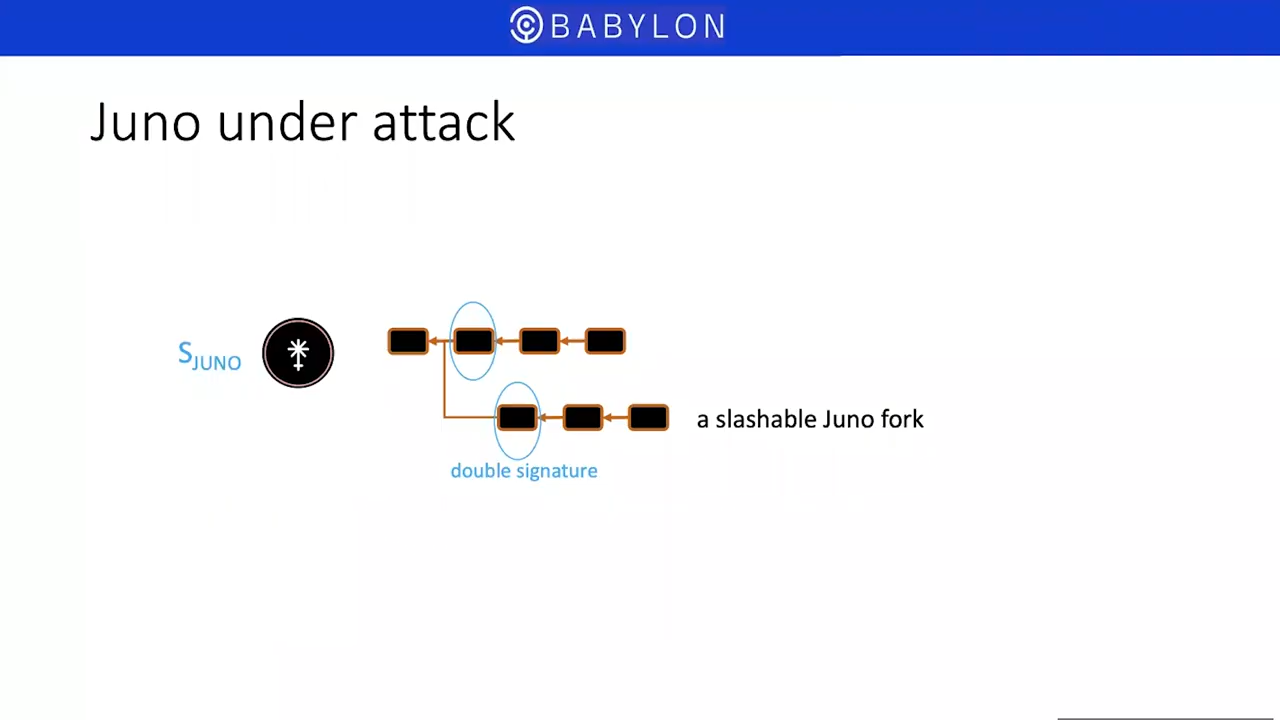 BABYLON
Juno under attack
SJUNO
a slashable Juno fork
double signature